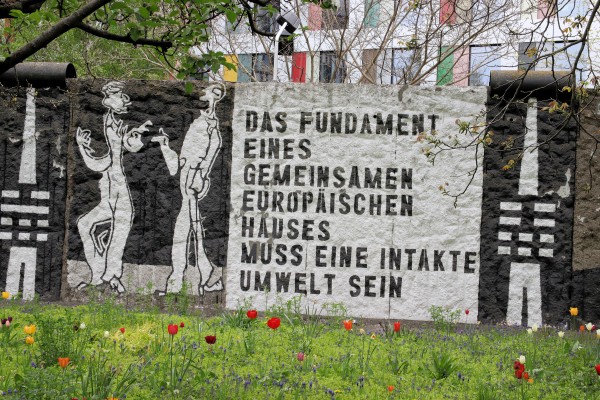 DAS FUNDAMENT
EINES
GEMEINSAMEN
EUROPÄISCHEN
HAUSES
MUSS EINE INTAKTE
UMWELT SEIN